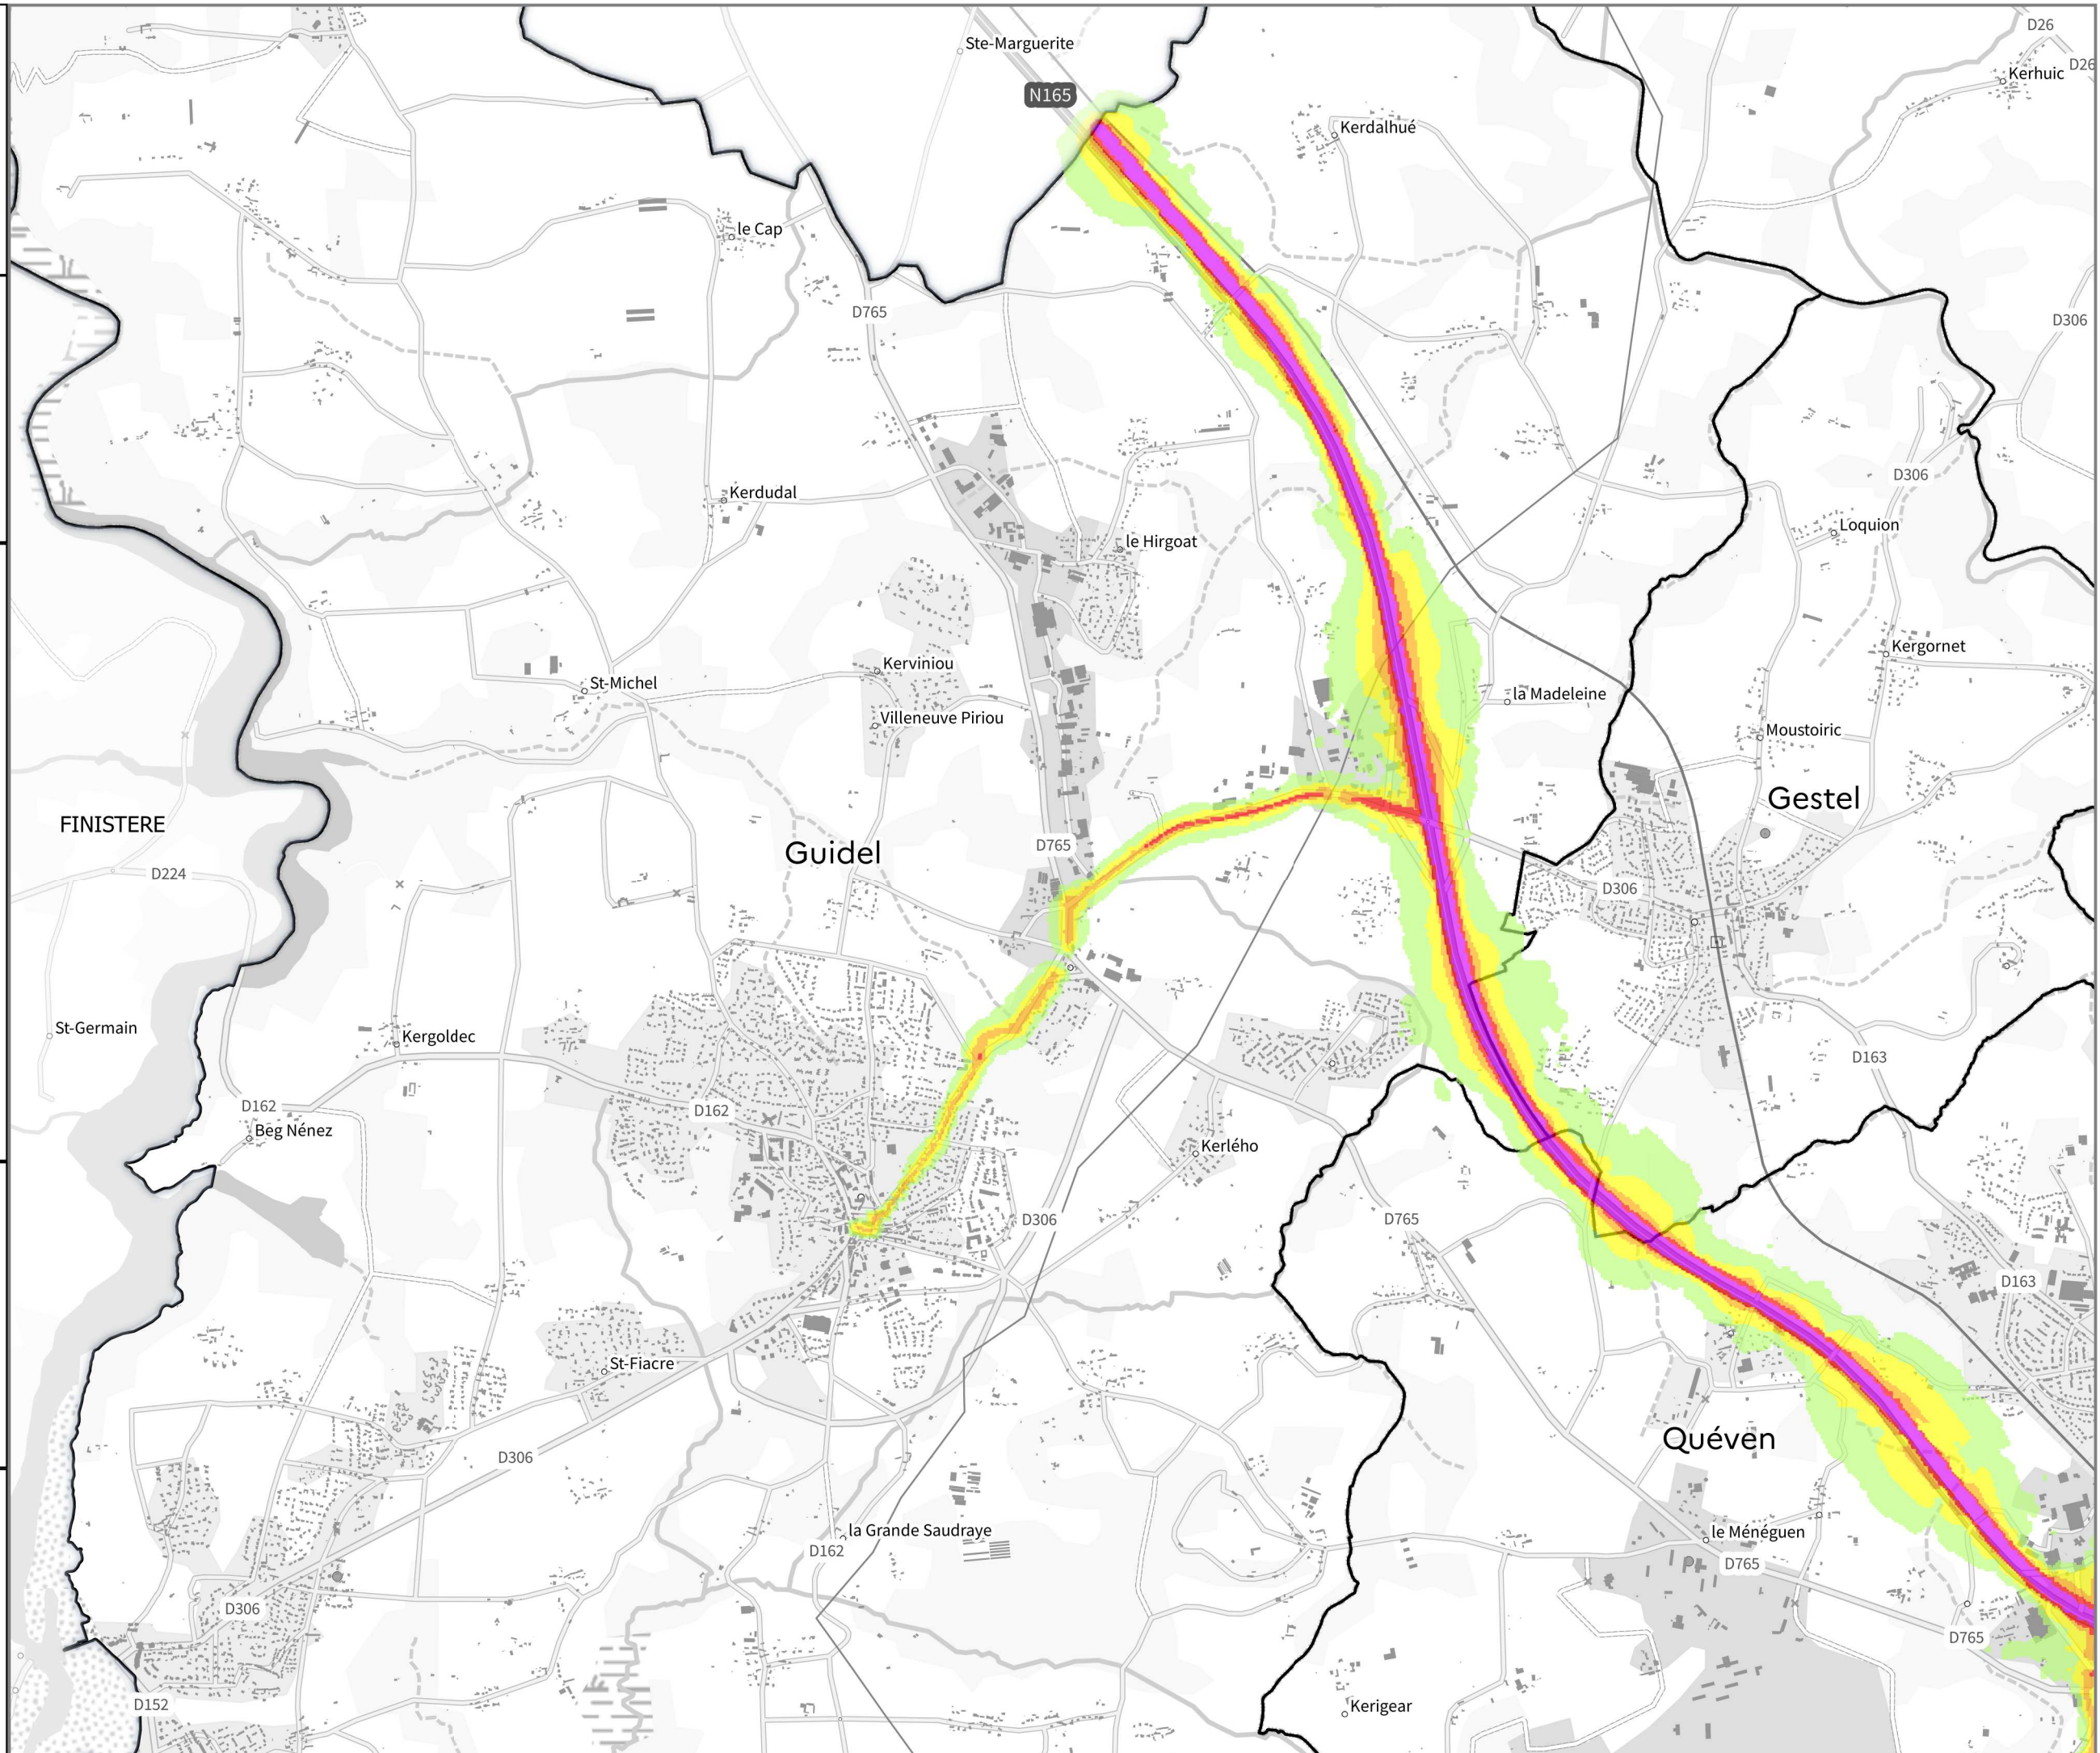 D26
Ste-Marguerite
D26
Kerhuic
N165
Kerdalhué
le Cap
D765
D306
D306
Kerdudal
Loquion
le Hirgoat
Kergornet
Kerviniou
St-Michel
la Madeleine
Villeneuve Piriou
Moustoiric
Gestel
FINISTERE
D765
Guidel
D224
D306
St-Germain
Kergoldec
D163
D162
D162
Beg Nénez
Kerlého
D306
D765
D163
St-Fiacre
Quéven
D306
la Grande Saudraye
le Ménéguen
D162
D765
D306
D765
D152
Kerigear